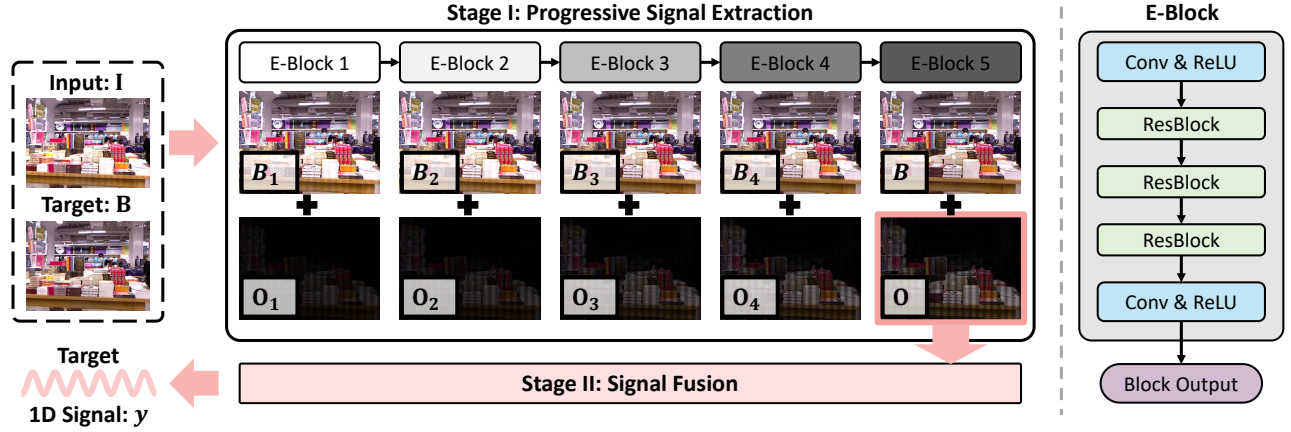 Stage I: Progressive Signal Extraction
E-Block
Input: I
Target: B
E-Block 1
E-Block 2
E-Block 3
E-Block 4
E-Block 5
B₁
B₂
B₃
B₄
B
O₁
O₂
O₃
O₄
O
Stage II: Signal Fusion
Target
1D Signal: y
Conv & ReLU
ResBlock
ResBlock
ResBlock
Conv & ReLU
Block Output